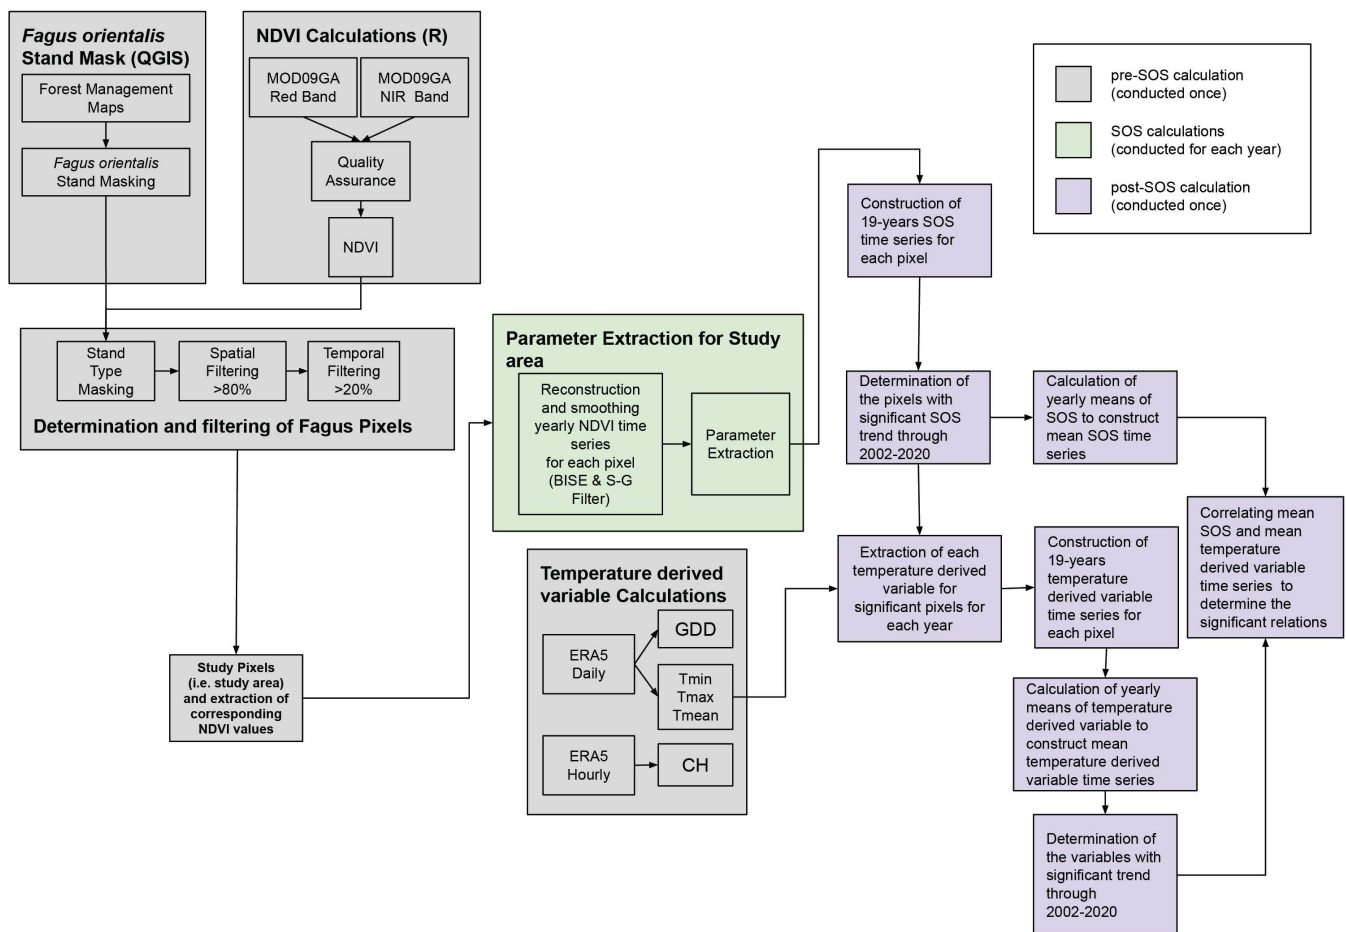 Fagus orientalis
Stand Mask (QGIS)
Forest Management
Maps
Fagus orientalis
Stand Masking
NDVI Calculations (R)
MOD09GA
Red Band
MOD09GA
NIR Band
Quality
Assurance
NDVI
Stand
Type
Masking
Spatial
Filtering
>80%
Temporal
Filtering
>20%
Determination and filtering of Fagus Pixels
Study Pixels
(i.e. study area)
and extraction of
corresponding
NDVI values
Parameter Extraction for Study
area
Reconstruction
and smoothing
yearly NDVI time
series
for each pixel
(BISE & S-G
Filter)
Parameter
Extraction
Temperature derived
variable Calculations
ERA5
Daily
GDD
Tmin
Tmax
Tmean
ERA5
Hourly
CH
Construction of
19-years SOS
time series for
each pixel
Determination of
the pixels with
significant SOS
trend through
2002-2020
Calculation of
yearly means of
SOS to construct
mean SOS time
series
Extraction of each
temperature derived
variable for
significant pixels for
each year
Construction of
19-years
temperature
derived variable
time series for
each pixel
Calculation of yearly
means of temperature
derived variable to
construct mean
temperature derived
variable time series
Determination of
the variables with
significant trend
through
2002-2020
Correlating mean
SOS and mean
temperature
derived variable
time series to
determine the
significant relations
pre-SOS calculation
(conducted once)
SOS calculations
(conducted for each year)
post-SOS calculation
(conducted once)